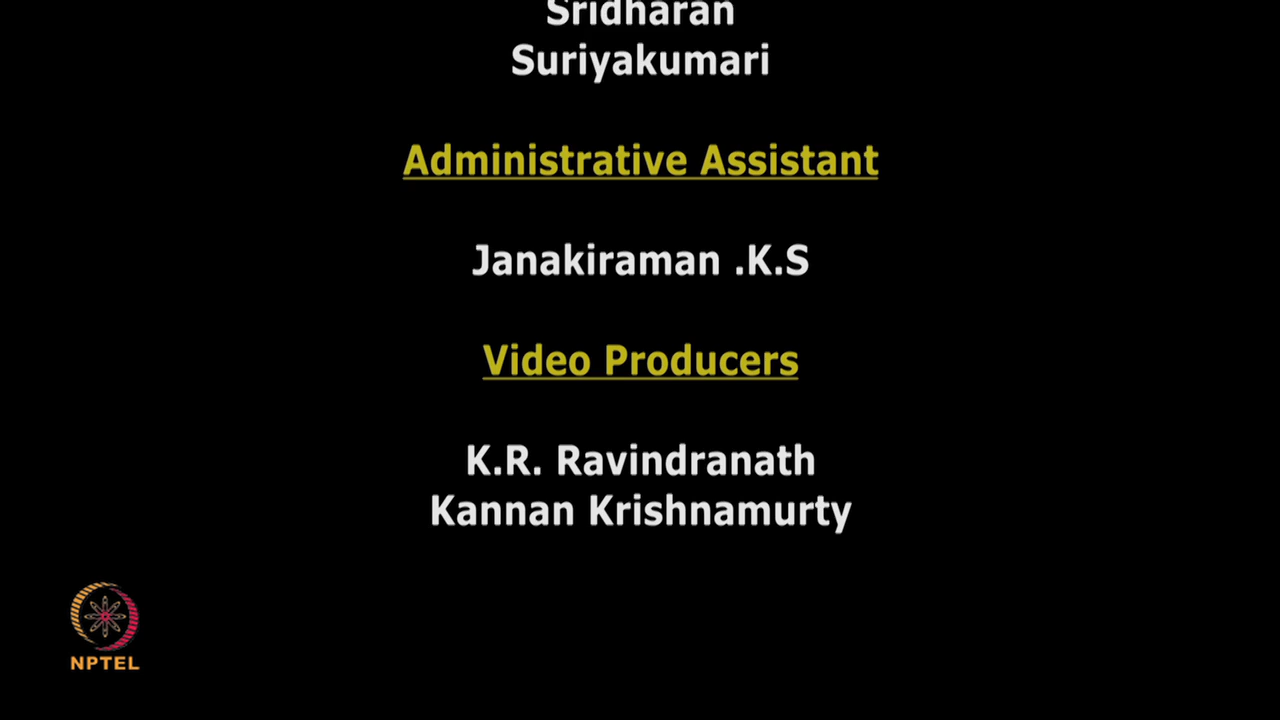 Sridharan
Suriyakumari
Administrative Assistant
Janakiraman .K.S
Video Producers
K.R. Ravindranath
Kannan Krishnamurty
NPTEL